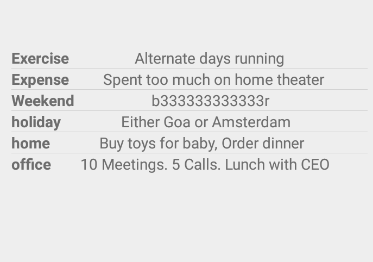 Exercise Alternate days running
Expense Spent too much on home theater
Weekend b333333333333r
holiday Either Goa or Amsterdam
home Buy toys for baby, Order dinner
office 10 Meetings. 5 Calls. Lunch with CEO